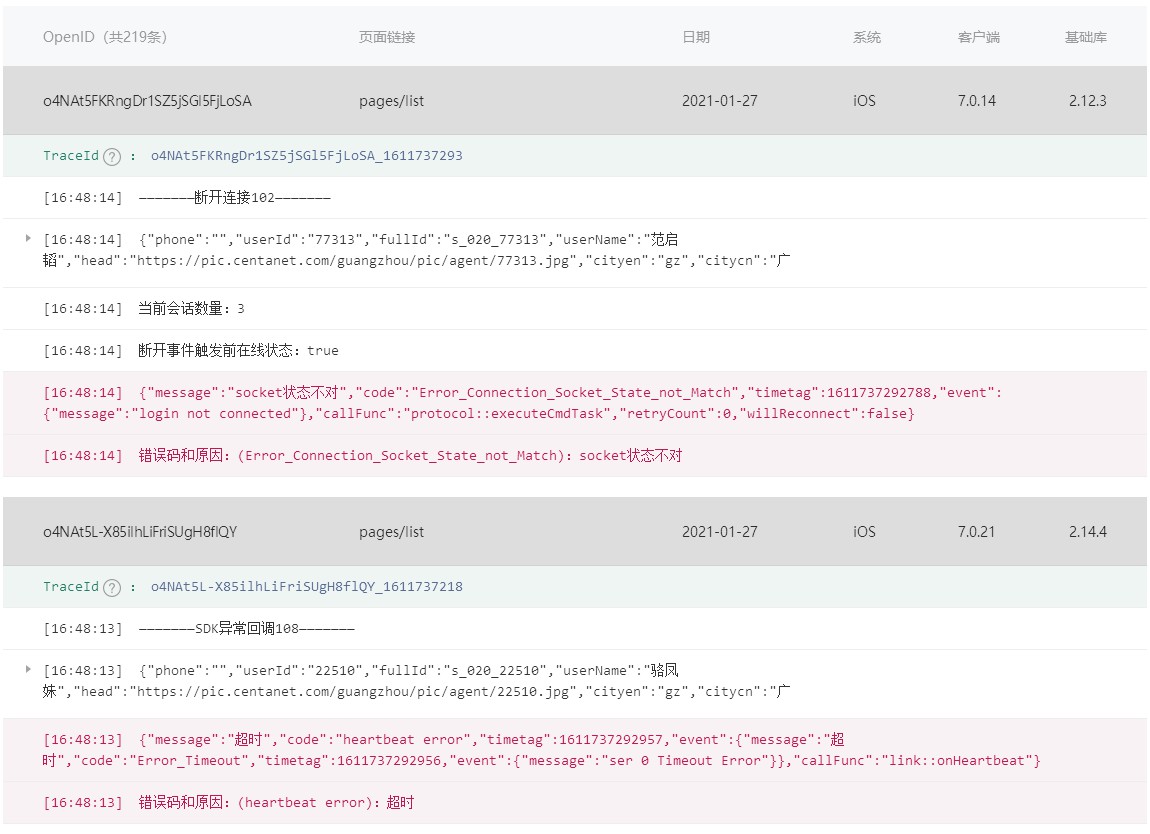 OpenID（共219条） 页面链接 日期 系统 客户端 基础库
o4NAt5FKRngDr1SZ5jSGl5FjLoSA pages/list 2021-01-27 iOS 7.0.14 2.12.3
TraceId ? : o4NAt5FKRngDr1SZ5jSGl5FjLoSA_1611737293
[16:48:14] ———————断开连接102———————
[16:48:14] {"phone":"","userId":"77313","fullId":"s_020_77313","userName":"范启
韬","head":"https://pic.centanet.com/guangzhou/pic/agent/77313.jpg","cityen":"gz","citycn":"广
[16:48:14] 当前会话数量：3
[16:48:14] 断开事件触发前在线状态：true
[16:48:14] {"message":"socket状态不对","code":"Error_Connection_Socket_State_not_Match","timetag":1611737292788,"event":
{"message":"login not connected"},"callFunc":"protocol::executeCmdTask","retryCount":0,"willReconnect":false}
[16:48:14] 错误码和原因：(Error_Connection_Socket_State_not_Match)：socket状态不对
o4NAt5L-X85ilhLiFriSUgH8flQY pages/list 2021-01-27 iOS 7.0.21 2.14.4
TraceId ? : o4NAt5L-X85ilhLiFriSUgH8flQY_1611737218
[16:48:13] ———————SDK异常回调108———————
[16:48:13] {"phone":"","userId":"22510","fullId":"s_020_22510","userName":"骆凤
姝","head":"https://pic.centanet.com/guangzhou/pic/agent/22510.jpg","cityen":"gz","citycn":"广
[16:48:13] {"message":"超时","code":"heartbeat error","timetag":1611737292957,"event":{"message":"超
时","code":"Error_Timeout","timetag":1611737292956,"event":{"message":"ser 0 Timeout Error"}},"callFunc":"link::onHeartbeat"}
[16:48:13] 错误码和原因：(heartbeat error)：超时